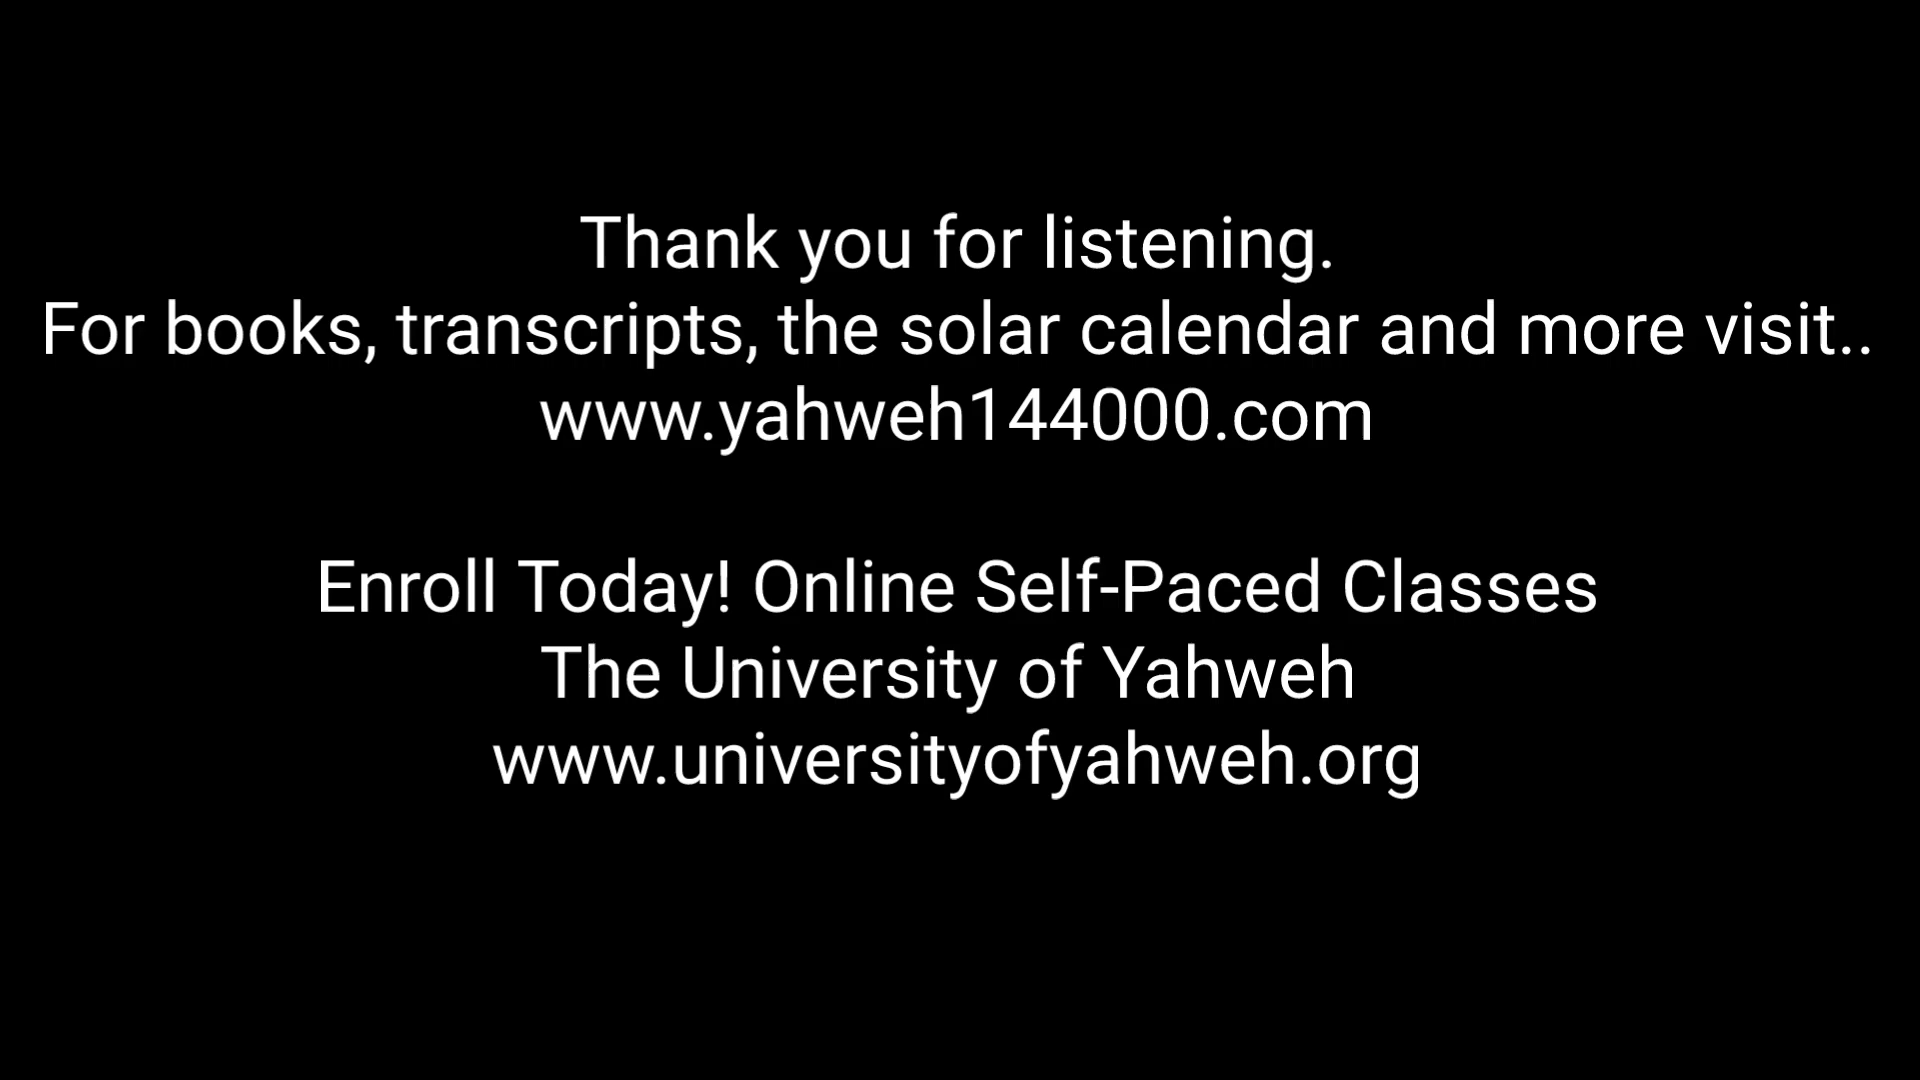 Thank you for listening.
For books, transcripts, the solar calendar and more visit..
www.yahweh144000.com
Enroll Today! Online Self-Paced Classes
The University of Yahweh
www.universityofyahweh.org